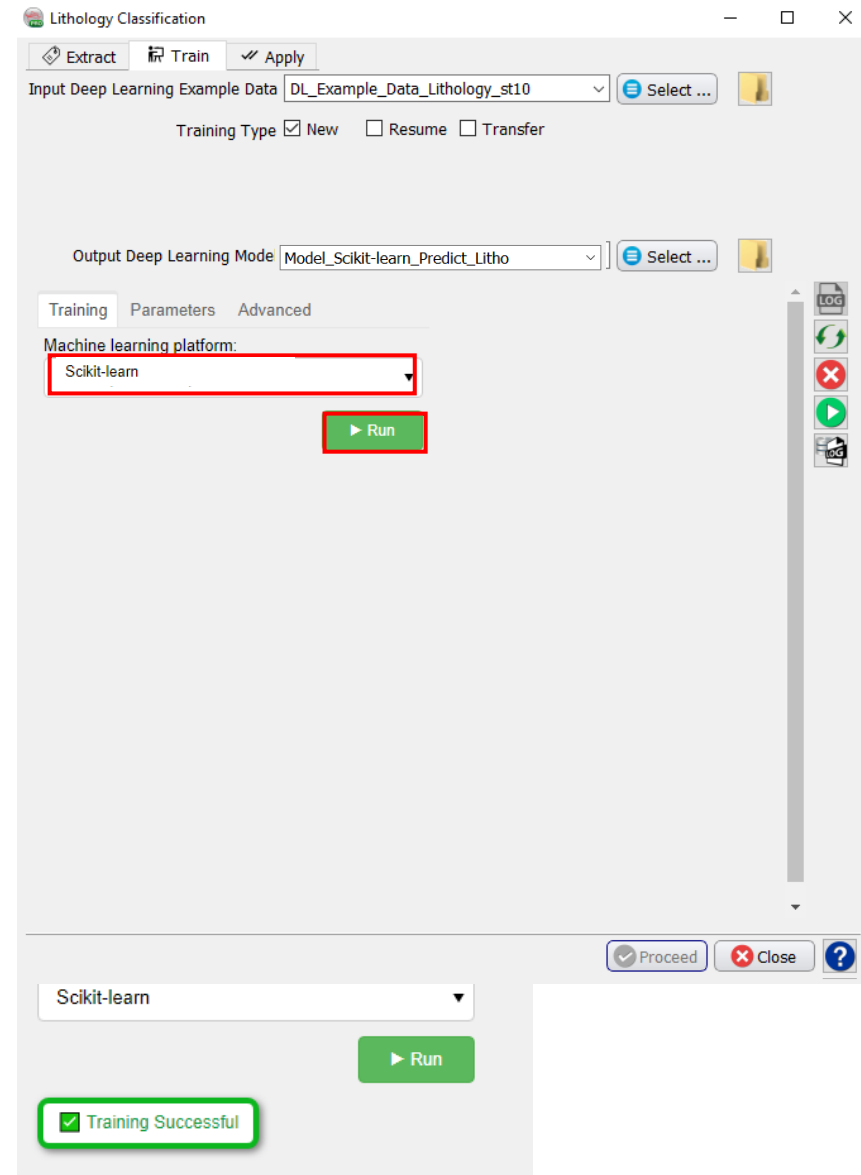 Lithology Classification
Extract Train Apply
Input Deep Learning Example Data DL_Example_Data_Lithology_st10 Select ...
Training Type New Resume Transfer
Output Deep Learning Mode Model_Scikit-learn_Predict_Litho Select ...
Training Parameters Advanced
LOG
Machine learning platform:
Scikit-learn
Run
LOG
Proceed Close ?
Scikit-learn
Run
Training Successful